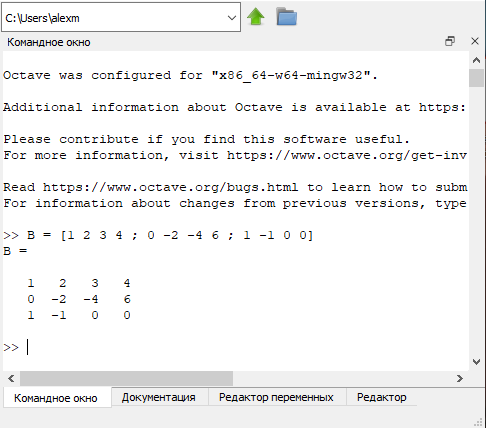 C:\Users\alexm
Командное окно
Octave was configured for "x86_64-w64-mingw32".
Additional information about Octave is available at https:
Please contribute if you find this software useful.
For more information, visit https://www.octave.org/get-inv
Read https://www.octave.org/bugs.html to learn how to subm
For information about changes from previous versions, type
>> B = [1 2 3 4 ; 0 -2 -4 6 ; 1 -1 0 0]
B =
1 2 3 4
0 -2 -4 6
1 -1 0 0
>>
Командное окно Документация Редактор переменных Редактор